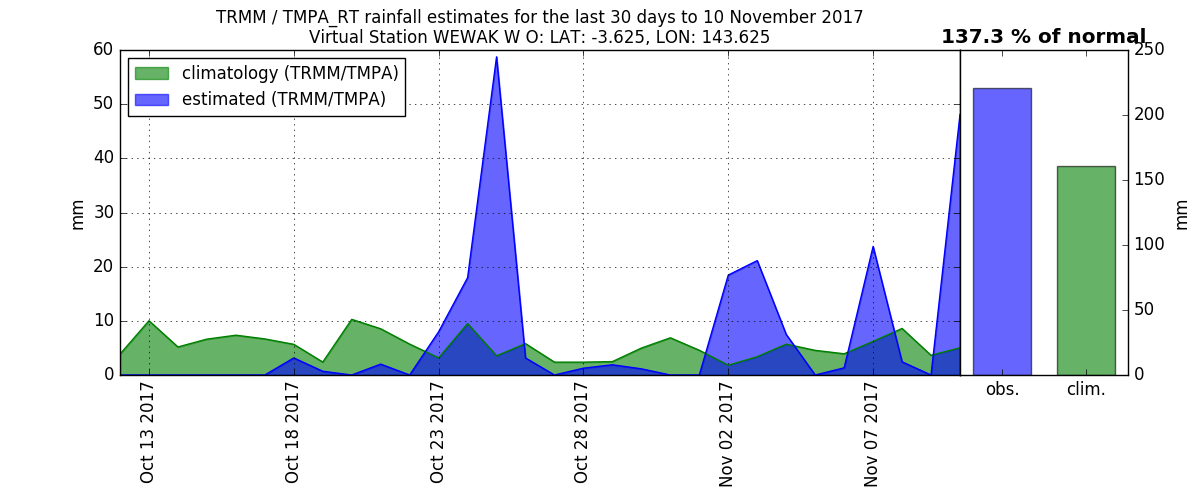 TRMM / TMPA_RT rainfall estimates for the last 30 days to 10 November 2017
Virtual Station WEWAK W O: LAT: -3.625, LON: 143.625
137.3 % of normal
climatology (TRMM/TMPA)
estimated (TRMM/TMPA)
60
50
40
30
20
10
0
mm
Oct 13 2017
Oct 18 2017
Oct 23 2017
Oct 28 2017
Nov 02 2017
Nov 07 2017
obs.
clim.
250
200
150
100
50
0
mm